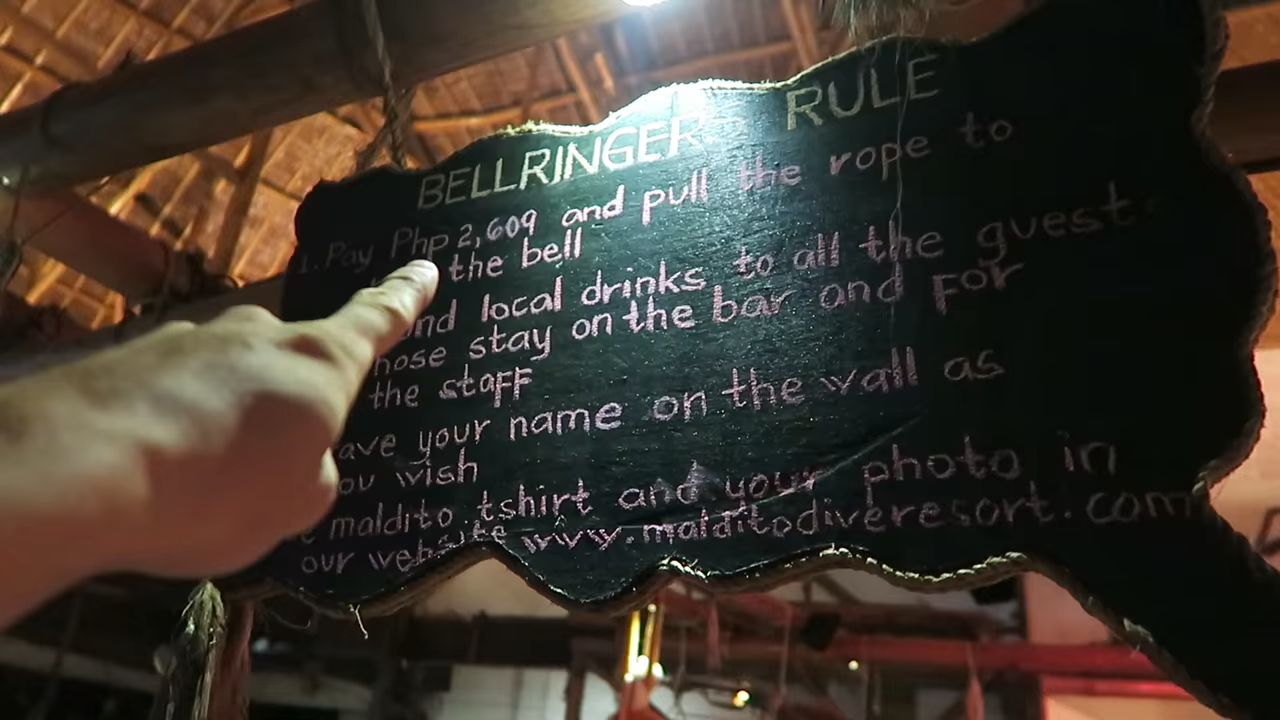 BELLRINGER RULE
1. Pay Php 2,609 and pull the rope to
the bell
and local drinks to all the guest
hose stay on the bar and for
the staff
ave your name on the wall as
ou wish
maldito tshirt and your photo in
our website www.malditodiveresort.com